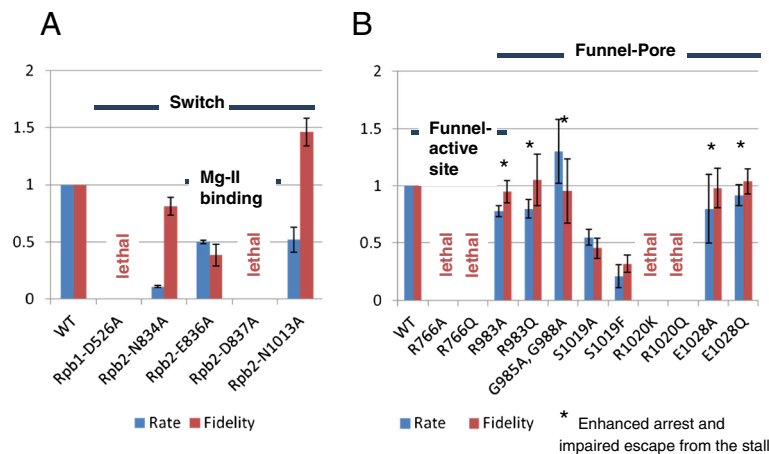 A
2
1.5
1
0.5
0
Switch
Mg-II
binding
lethal
lethal
WT
Rpb1-D526A
Rpb2-N834A
Rpb2-E836A
Rpb2-D837A
Rpb2-N1013A
Rate
Fidelity
B
Funnel-Pore
2
1.5
1
0.5
0
Funnel-
active
site
*
*
*
*
*
lethal
lethal
lethal
lethal
WT
R766A
R766Q
R983A
R983Q
G985A, G988A
S1019A
S1019F
R1020K
R1020Q
E1028A
E1028Q
Rate
Fidelity
* Enhanced arrest and
impaired escape from the stall